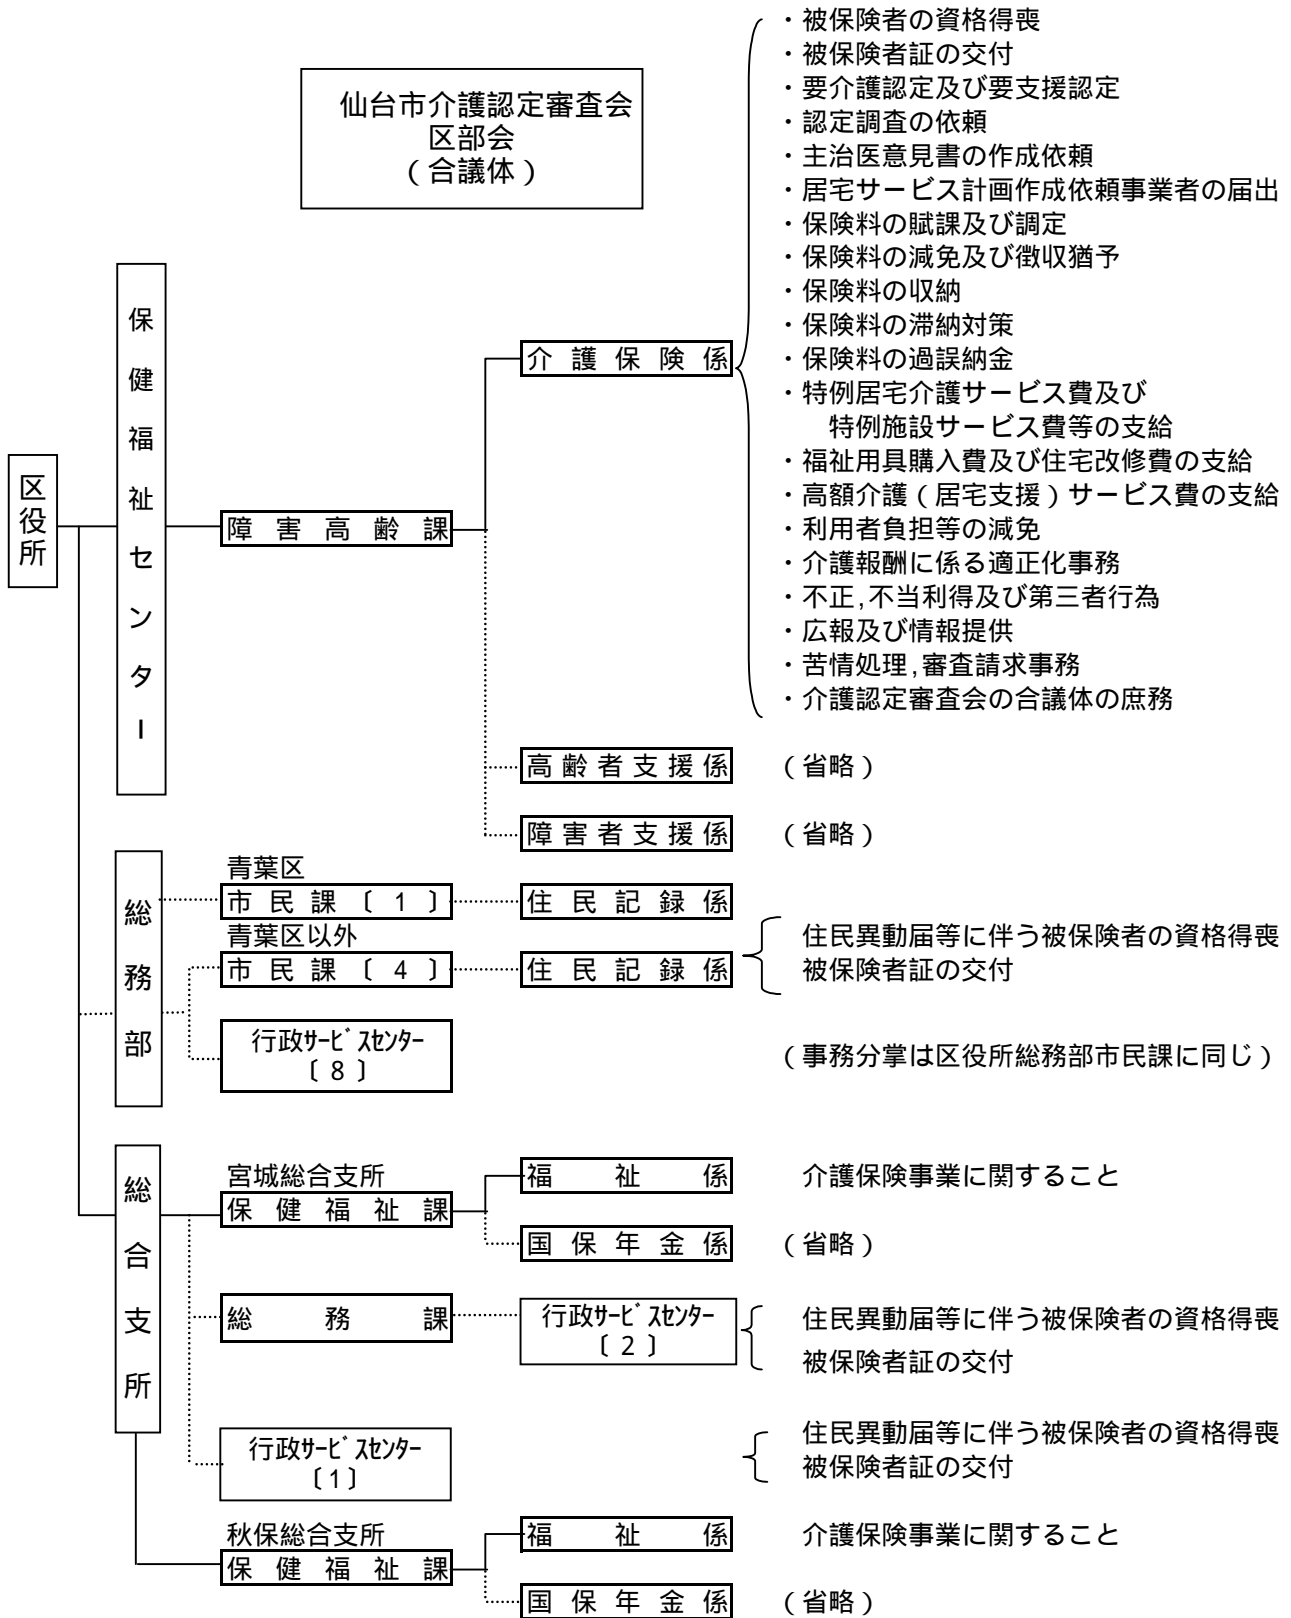 仙台市介護認定審査会
区部会
（合議体）
・被保険者の資格得喪
・被保険者証の交付
・要介護認定及び要支援認定
・認定調査の依頼
・主治医意見書の作成依頼
・居宅サービス計画作成依頼事業者の届出
・保険料の賦課及び調定
・保険料の減免及び徴収猶予
・保険料の収納
・保険料の滞納対策
・保険料の過誤納金
・特例居宅介護サービス費及び
特例施設サービス費等の支給
・福祉用具購入費及び住宅改修費の支給
・高額介護（居宅支援）サービス費の支給
・利用者負担等の減免
・介護報酬に係る適正化事務
・不正,不当利得及び第三者行為
・広報及び情報提供
・苦情処理,審査請求事務
・介護認定審査会の合議体の庶務
区役所
保健福祉センター
障害高齢課
介護保険係
高齢者支援係
（省略）
障害者支援係
（省略）
総務部
青葉区
市民課〔1〕
住民記録係
青葉区以外
市民課〔4〕
住民記録係
住民異動届等に伴う被保険者の資格得喪
被保険者証の交付
行政ｻｰﾋﾞｽｾﾝﾀｰ
〔8〕
（事務分掌は区役所総務部市民課に同じ）
総合支所
宮城総合支所
保健福祉課
福祉係
介護保険事業に関すること
国保年金係
（省略）
総務課
行政ｻｰﾋﾞｽｾﾝﾀｰ
〔2〕
住民異動届等に伴う被保険者の資格得喪
被保険者証の交付
行政ｻｰﾋﾞｽｾﾝﾀｰ
〔1〕
住民異動届等に伴う被保険者の資格得喪
被保険者証の交付
秋保総合支所
保健福祉課
福祉係
介護保険事業に関すること
国保年金係
（省略）